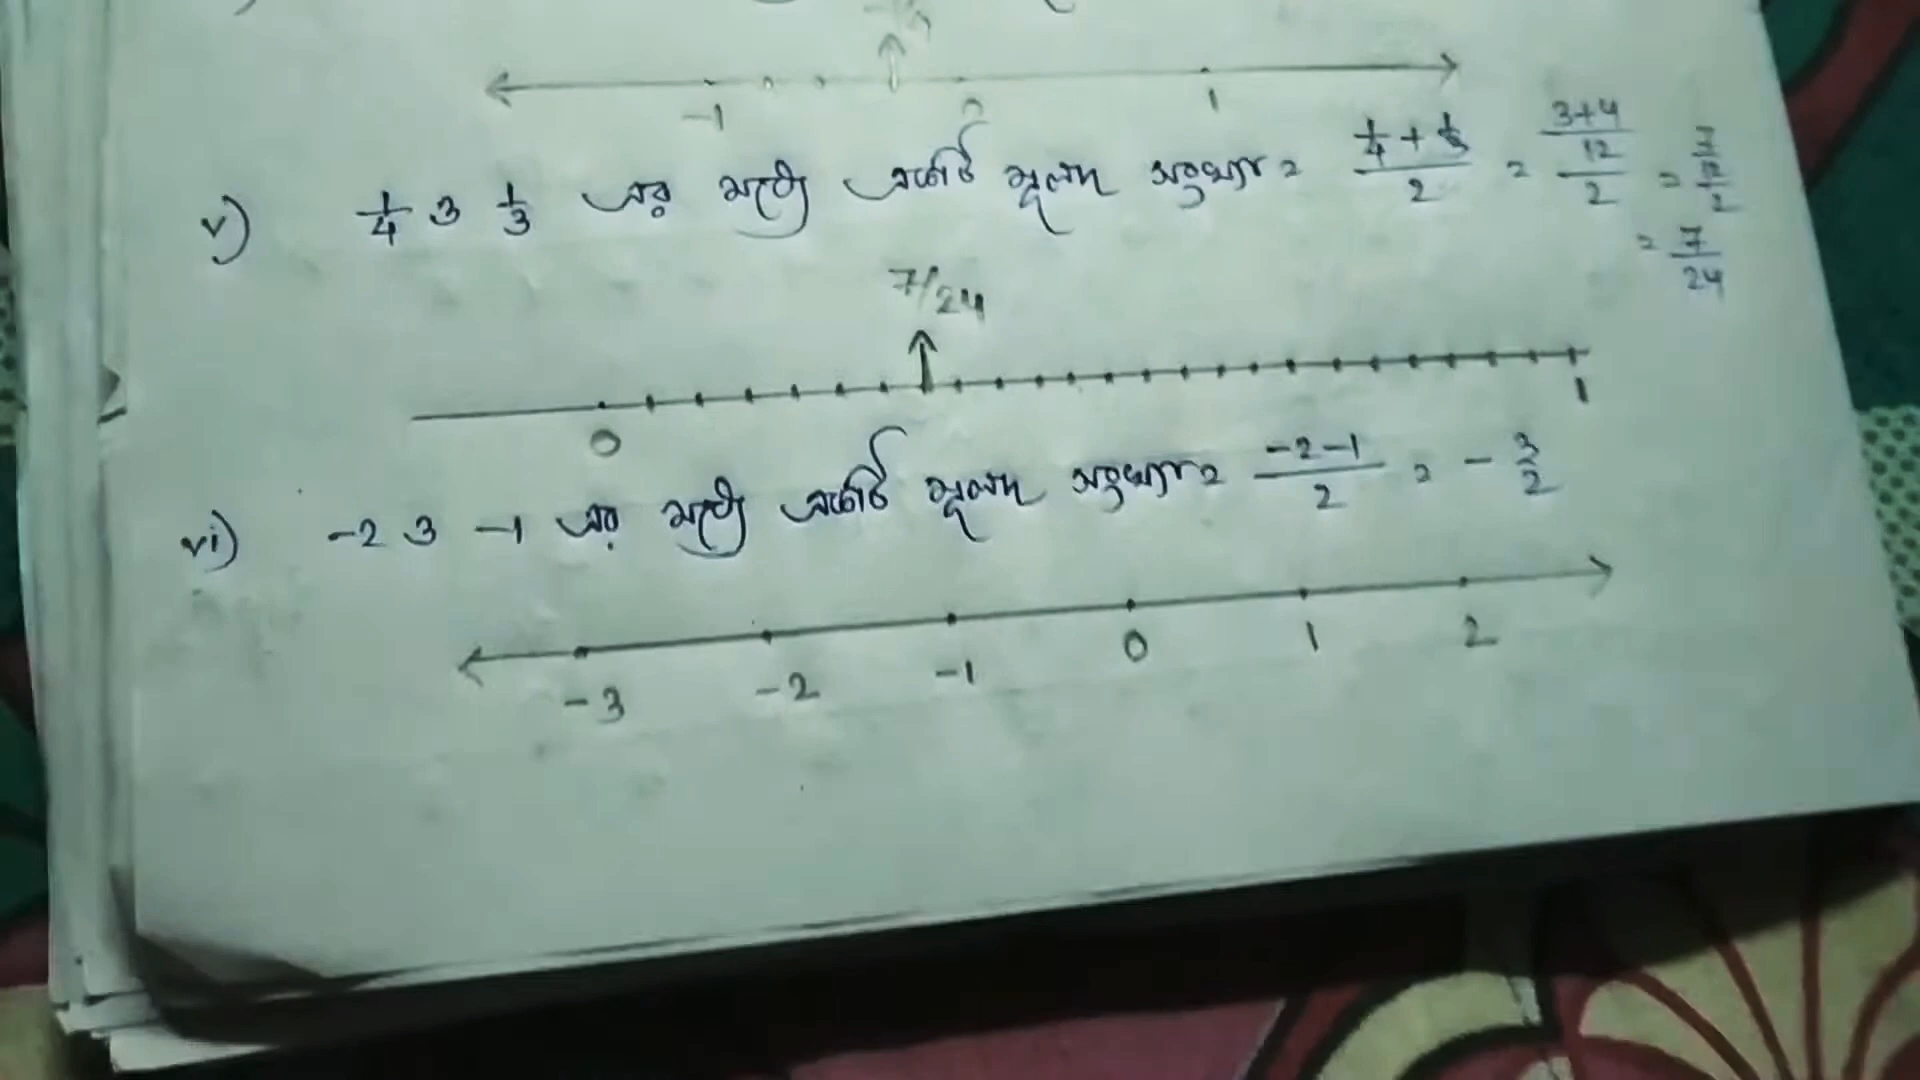 -1 0 1
v) 1/4 ও 1/3 এর মধ্যে একটি মূলদ সংখ্যা = (1/4 + 1/3)/2 = ((3+4)/12)/2 = (7/12)/2
= 7/24
7/24
0 1
vi) -2 ও -1 এর মধ্যে একটি মূলদ সংখ্যা = (-2-1)/2 = -3/2
-3 -2 -1 0 1 2